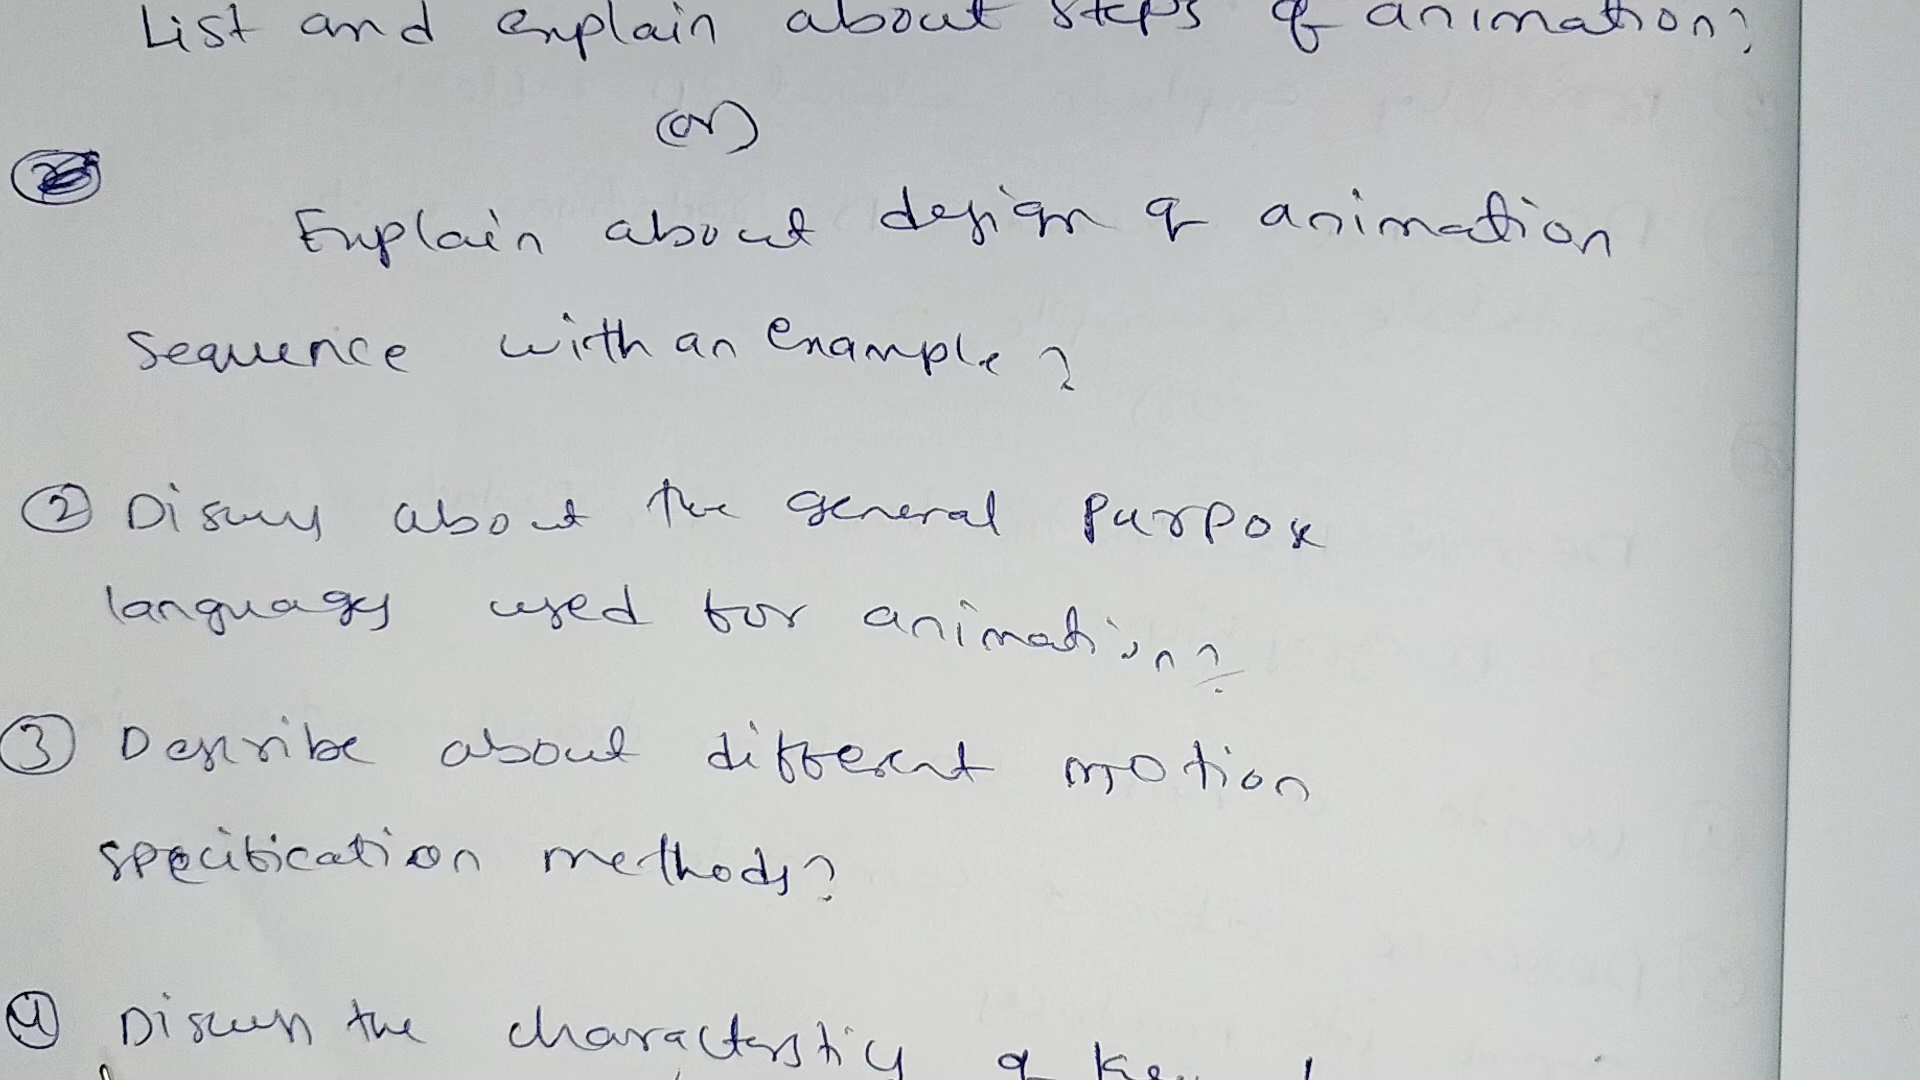 List and explain about steps of animation?
(or)
Explain about design of animation
sequence with an example?
② Discuss about the general purpose
languages used for animation?
③ Describe about different motion
specification methods?
④ Discuss the characterstics of